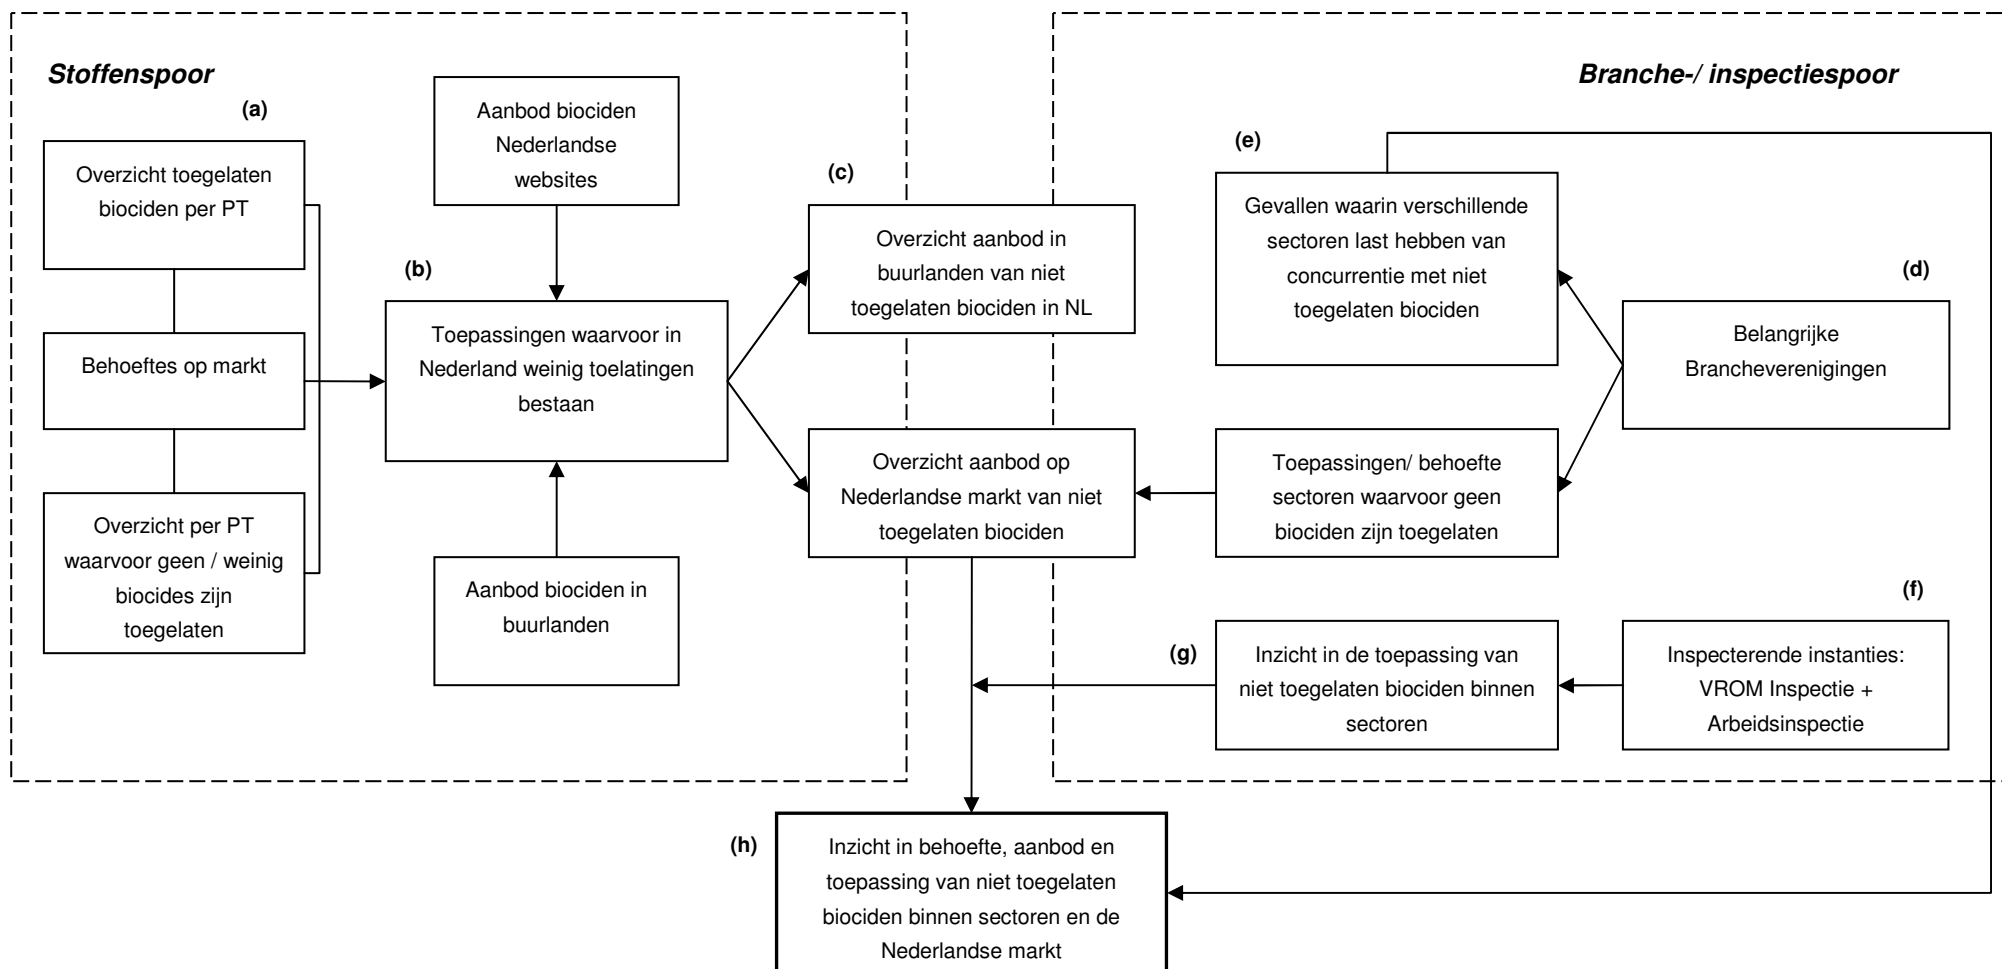 Stoffenspoor
Branche-/ inspectiespoor
(a)
Overzicht toegelaten
biociden per PT
Behoeftes op markt
Overzicht per PT
waarvoor geen / weinig
biocides zijn
toegelaten
Aanbod biociden
Nederlandse
websites
(b)
Toepassingen waarvoor in
Nederland weinig toelatingen
bestaan
Aanbod biociden in
buurlanden
(c)
Overzicht aanbod in
buurlanden van niet
toegelaten biociden in NL
Overzicht aanbod op
Nederlandse markt van niet
toegelaten biociden
(e)
Gevallen waarin verschillende
sectoren last hebben van
concurrentie met niet
toegelaten biociden
(d)
Belangrijke
Brancheverenigingen
Toepassingen/ behoefte
sectoren waarvoor geen
biociden zijn toegelaten
(f)
Inspecterende instanties:
VROM Inspectie +
Arbeidsinspectie
(g)
Inzicht in de toepassing van
niet toegelaten biociden binnen
sectoren
(h)
Inzicht in behoefte, aanbod en
toepassing van niet toegelaten
biociden binnen sectoren en de
Nederlandse markt